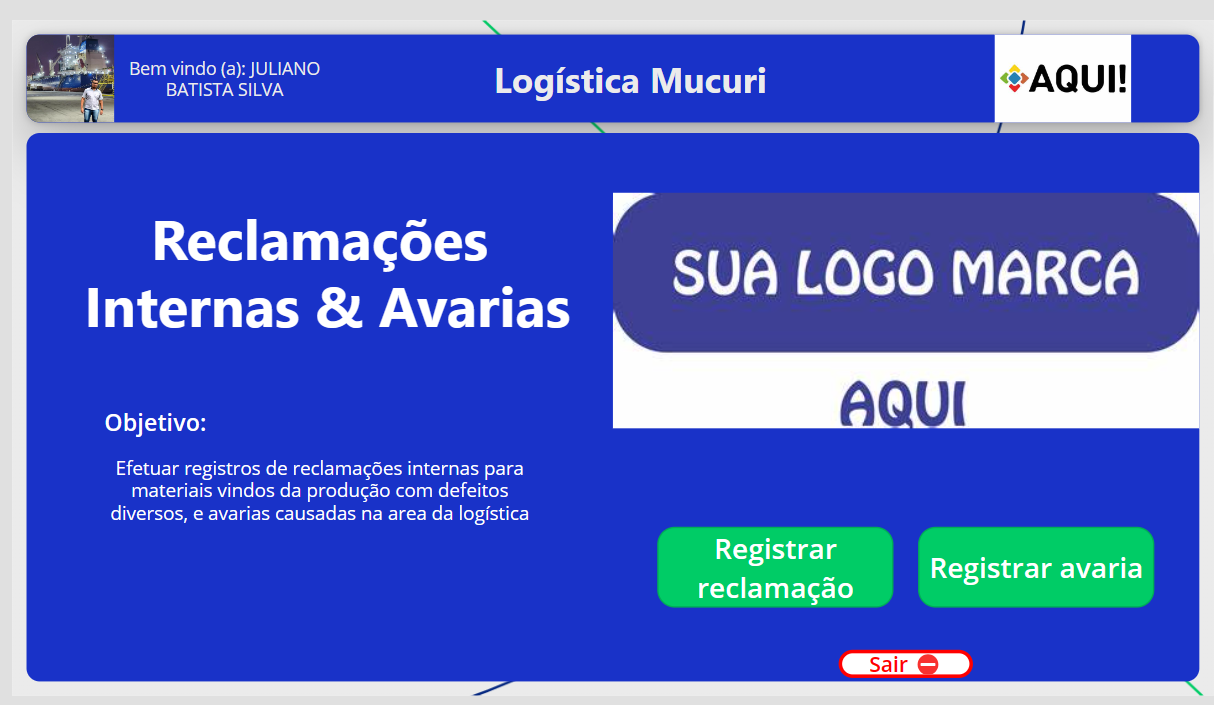 Bem vindo (a): JULIANO
BATISTA SILVA
Logística Mucuri
AQUI!
Reclamações
Internas & Avarias
SUA LOGO MARCA
AQUI
Objetivo:
Efetuar registros de reclamações internas para
materiais vindos da produção com defeitos
diversos, e avarias causadas na area da logística
Registrar
reclamação
Registrar avaria
Sair